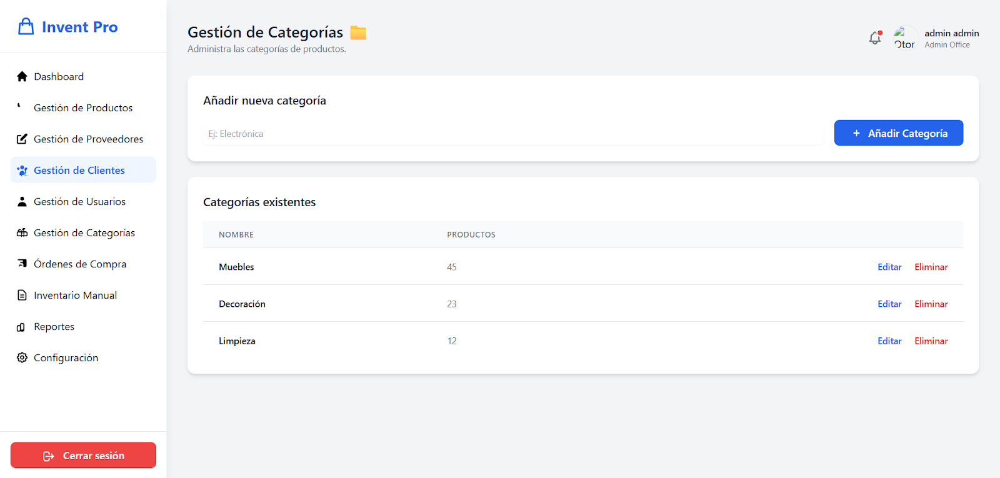 Invent Pro
Dashboard
Gestión de Productos
Gestión de Proveedores
Gestión de Clientes
Gestión de Usuarios
Gestión de Categorías
Órdenes de Compra
Inventario Manual
Reportes
Configuración
Cerrar sesión
Gestión de Categorías
Administra las categorías de productos.
admin admin
Admin Office
Añadir nueva categoría
Ej: Electrónica
+ Añadir Categoría
Categorías existentes
NOMBRE PRODUCTOS
Muebles 45 Editar Eliminar
Decoración 23 Editar Eliminar
Limpieza 12 Editar Eliminar